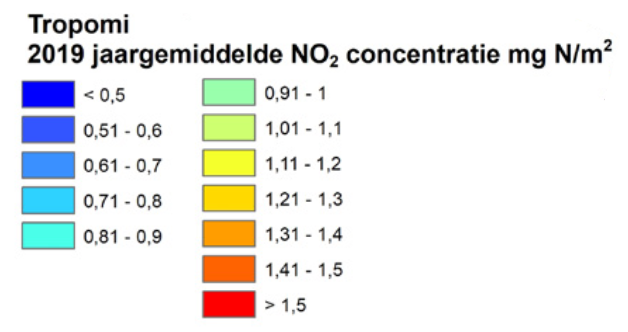 Tropomi
2019 jaargemiddelde NO₂ concentratie mg N/m²
< 0,5
0,51 - 0,6
0,61 - 0,7
0,71 - 0,8
0,81 - 0,9
0,91 - 1
1,01 - 1,1
1,11 - 1,2
1,21 - 1,3
1,31 - 1,4
1,41 - 1,5
> 1,5